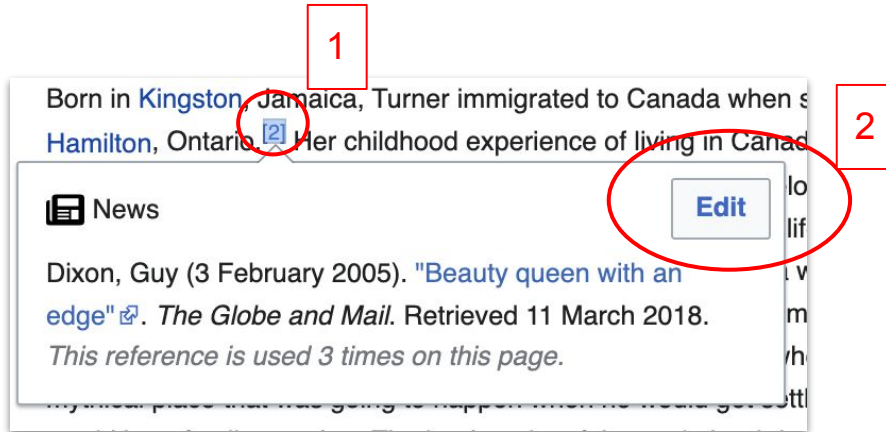 1
Born in Kingston, Jamaica, Turner immigrated to Canada when s
2
Hamilton, Ontario.[2] Her childhood experience of living in Canad
News
Edit
Dixon, Guy (3 February 2005). "Beauty queen with an
edge". The Globe and Mail. Retrieved 11 March 2018.
This reference is used 3 times on this page.